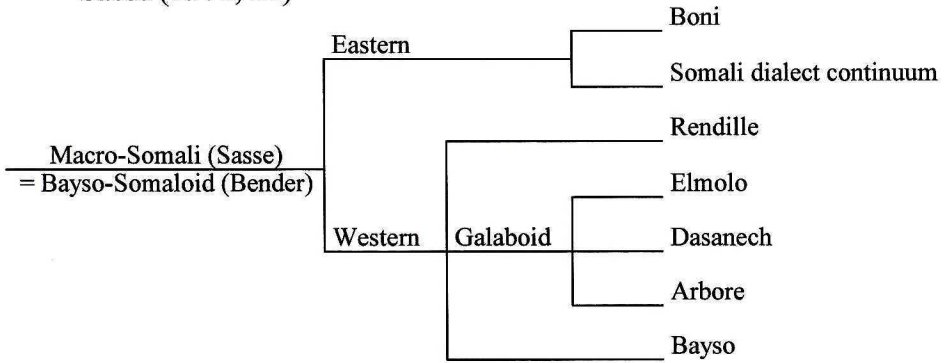 Boni
Eastern
Somali dialect continuum
Rendille
Macro-Somali (Sasse)
= Bayso-Somaloid (Bender)
Elmolo
Western Galaboid Dasanech
Arbore
Bayso